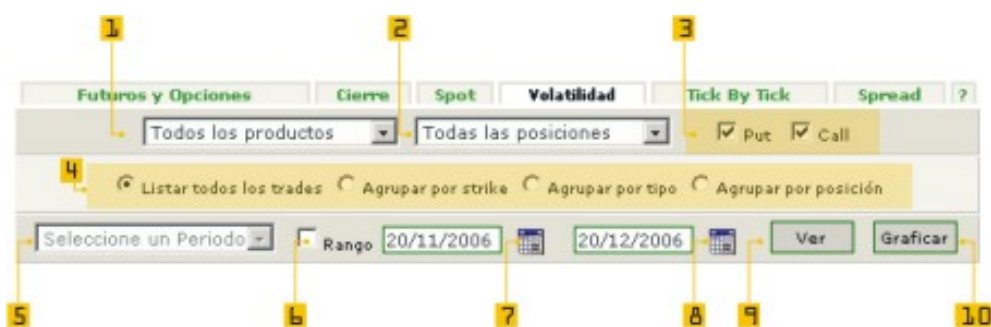 1 2 3
Futuros y Opciones Cierre Spot Volatilidad Tick By Tick Spread ?
Todos los productos Todas las posiciones Put Call
4
Listar todos los trades Agrupar por strike Agrupar por tipo Agrupar por posición
Seleccione un Periodo Rango 20/11/2006 20/12/2006 Ver Graficar
5 6 7 8 9 10